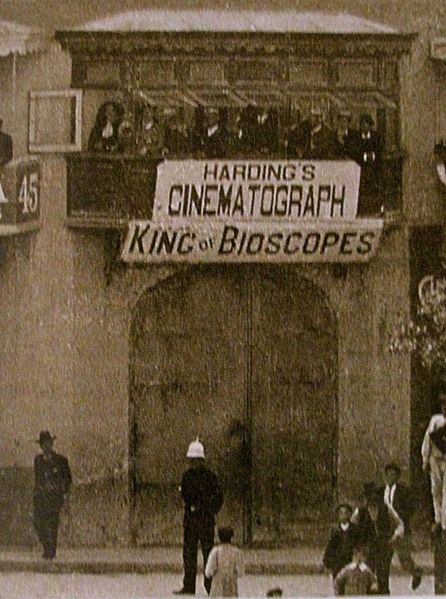 HARDING'S
CINEMATOGRAPH
KING OF BIOSCOPES
45